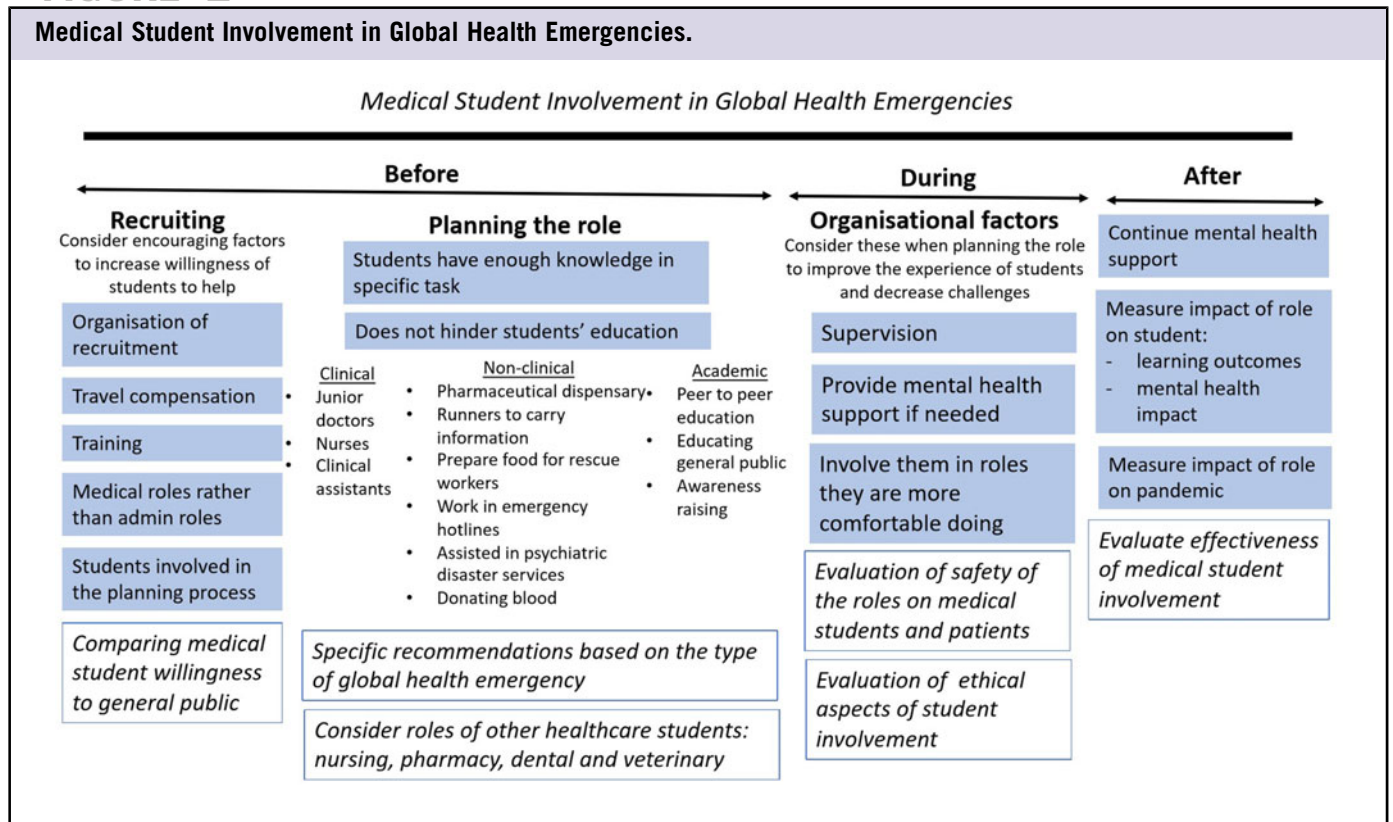 Medical Student Involvement in Global Health Emergencies.
Medical Student Involvement in Global Health Emergencies
Before
Recruiting
Consider encouraging factors
to increase willingness of
students to help
Organisation of
recruitment
Travel compensation
Training
Medical roles rather
than admin roles
Students involved in
the planning process
Comparing medical
student willingness
to general public
Planning the role
Students have enough knowledge in
specific task
Does not hinder students’ education
Clinical
• Junior
doctors
• Nurses
• Clinical
assistants
Non-clinical
• Pharmaceutical dispensary
• Runners to carry
information
• Prepare food for rescue
workers
• Work in emergency
hotlines
• Assisted in psychiatric
disaster services
• Donating blood
Academic
• Peer to peer
education
• Educating
general public
• Awareness
raising
Specific recommendations based on the type
of global health emergency
Consider roles of other healthcare students:
nursing, pharmacy, dental and veterinary
During
Organisational factors
Consider these when planning the role
to improve the experience of students
and decrease challenges
Supervision
Provide mental health
support if needed
Involve them in roles
they are more
comfortable doing
Evaluation of safety of
the roles on medical
students and patients
Evaluation of ethical
aspects of student
involvement
After
Continue mental health
support
Measure impact of role
on student:
- learning outcomes
- mental health
impact
Measure impact of role
on pandemic
Evaluate effectiveness
of medical student
involvement